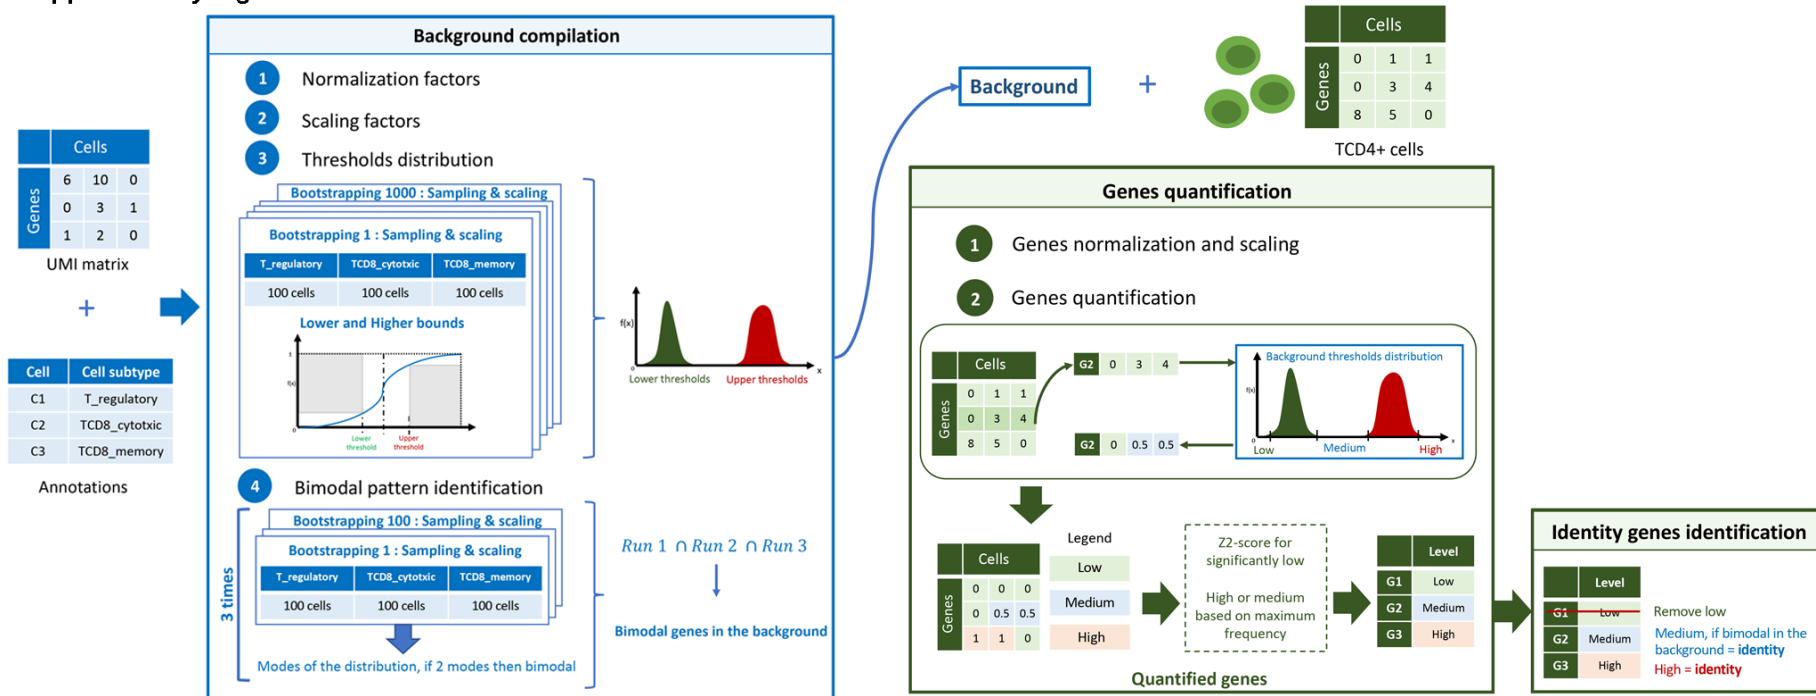 Cells
Genes
6 10 0
0 3 1
1 2 0
UMI matrix
+
Cell Cell subtype
C1 T_regulatory
C2 TCD8_cytotxic
C3 TCD8_memory
Annotations
Background compilation
1 Normalization factors
2 Scaling factors
3 Thresholds distribution
Bootstrapping 1000 : Sampling & scaling
Bootstrapping 1 : Sampling & scaling
T_regulatory TCD8_cytotxic TCD8_memory
100 cells 100 cells 100 cells
Lower and Higher bounds
1
f(x)
0
Lower
threshold
Upper
threshold
f(x)
0
x
Lower thresholds Upper thresholds
4 Bimodal pattern identification
3 times
Bootstrapping 100 : Sampling & scaling
Bootstrapping 1 : Sampling & scaling
T_regulatory TCD8_cytotxic TCD8_memory
100 cells 100 cells 100 cells
Modes of the distribution, if 2 modes then bimodal
Run 1 ∩ Run 2 ∩ Run 3
Bimodal genes in the background
Background
+
Cells
Genes
0 1 1
0 3 4
8 5 0
TCD4+ cells
Genes quantification
1 Genes normalization and scaling
2 Genes quantification
Cells
Genes
0 1 1
0 3 4
8 5 0
G2 0 3 4
G2 0 0.5 0.5
Background thresholds distribution
f(x)
0
x
Low Medium High
Cells
Genes
0 0 0
0 0.5 0.5
1 1 0
Legend
Low
Medium
High
Z2-score for
significantly low
High or medium
based on maximum
frequency
Level
G1 Low
G2 Medium
G3 High
Quantified genes
Identity genes identification
Level
G1 Low
G2 Medium
G3 High
Remove low
Medium, if bimodal in the
background = identity
High = identity